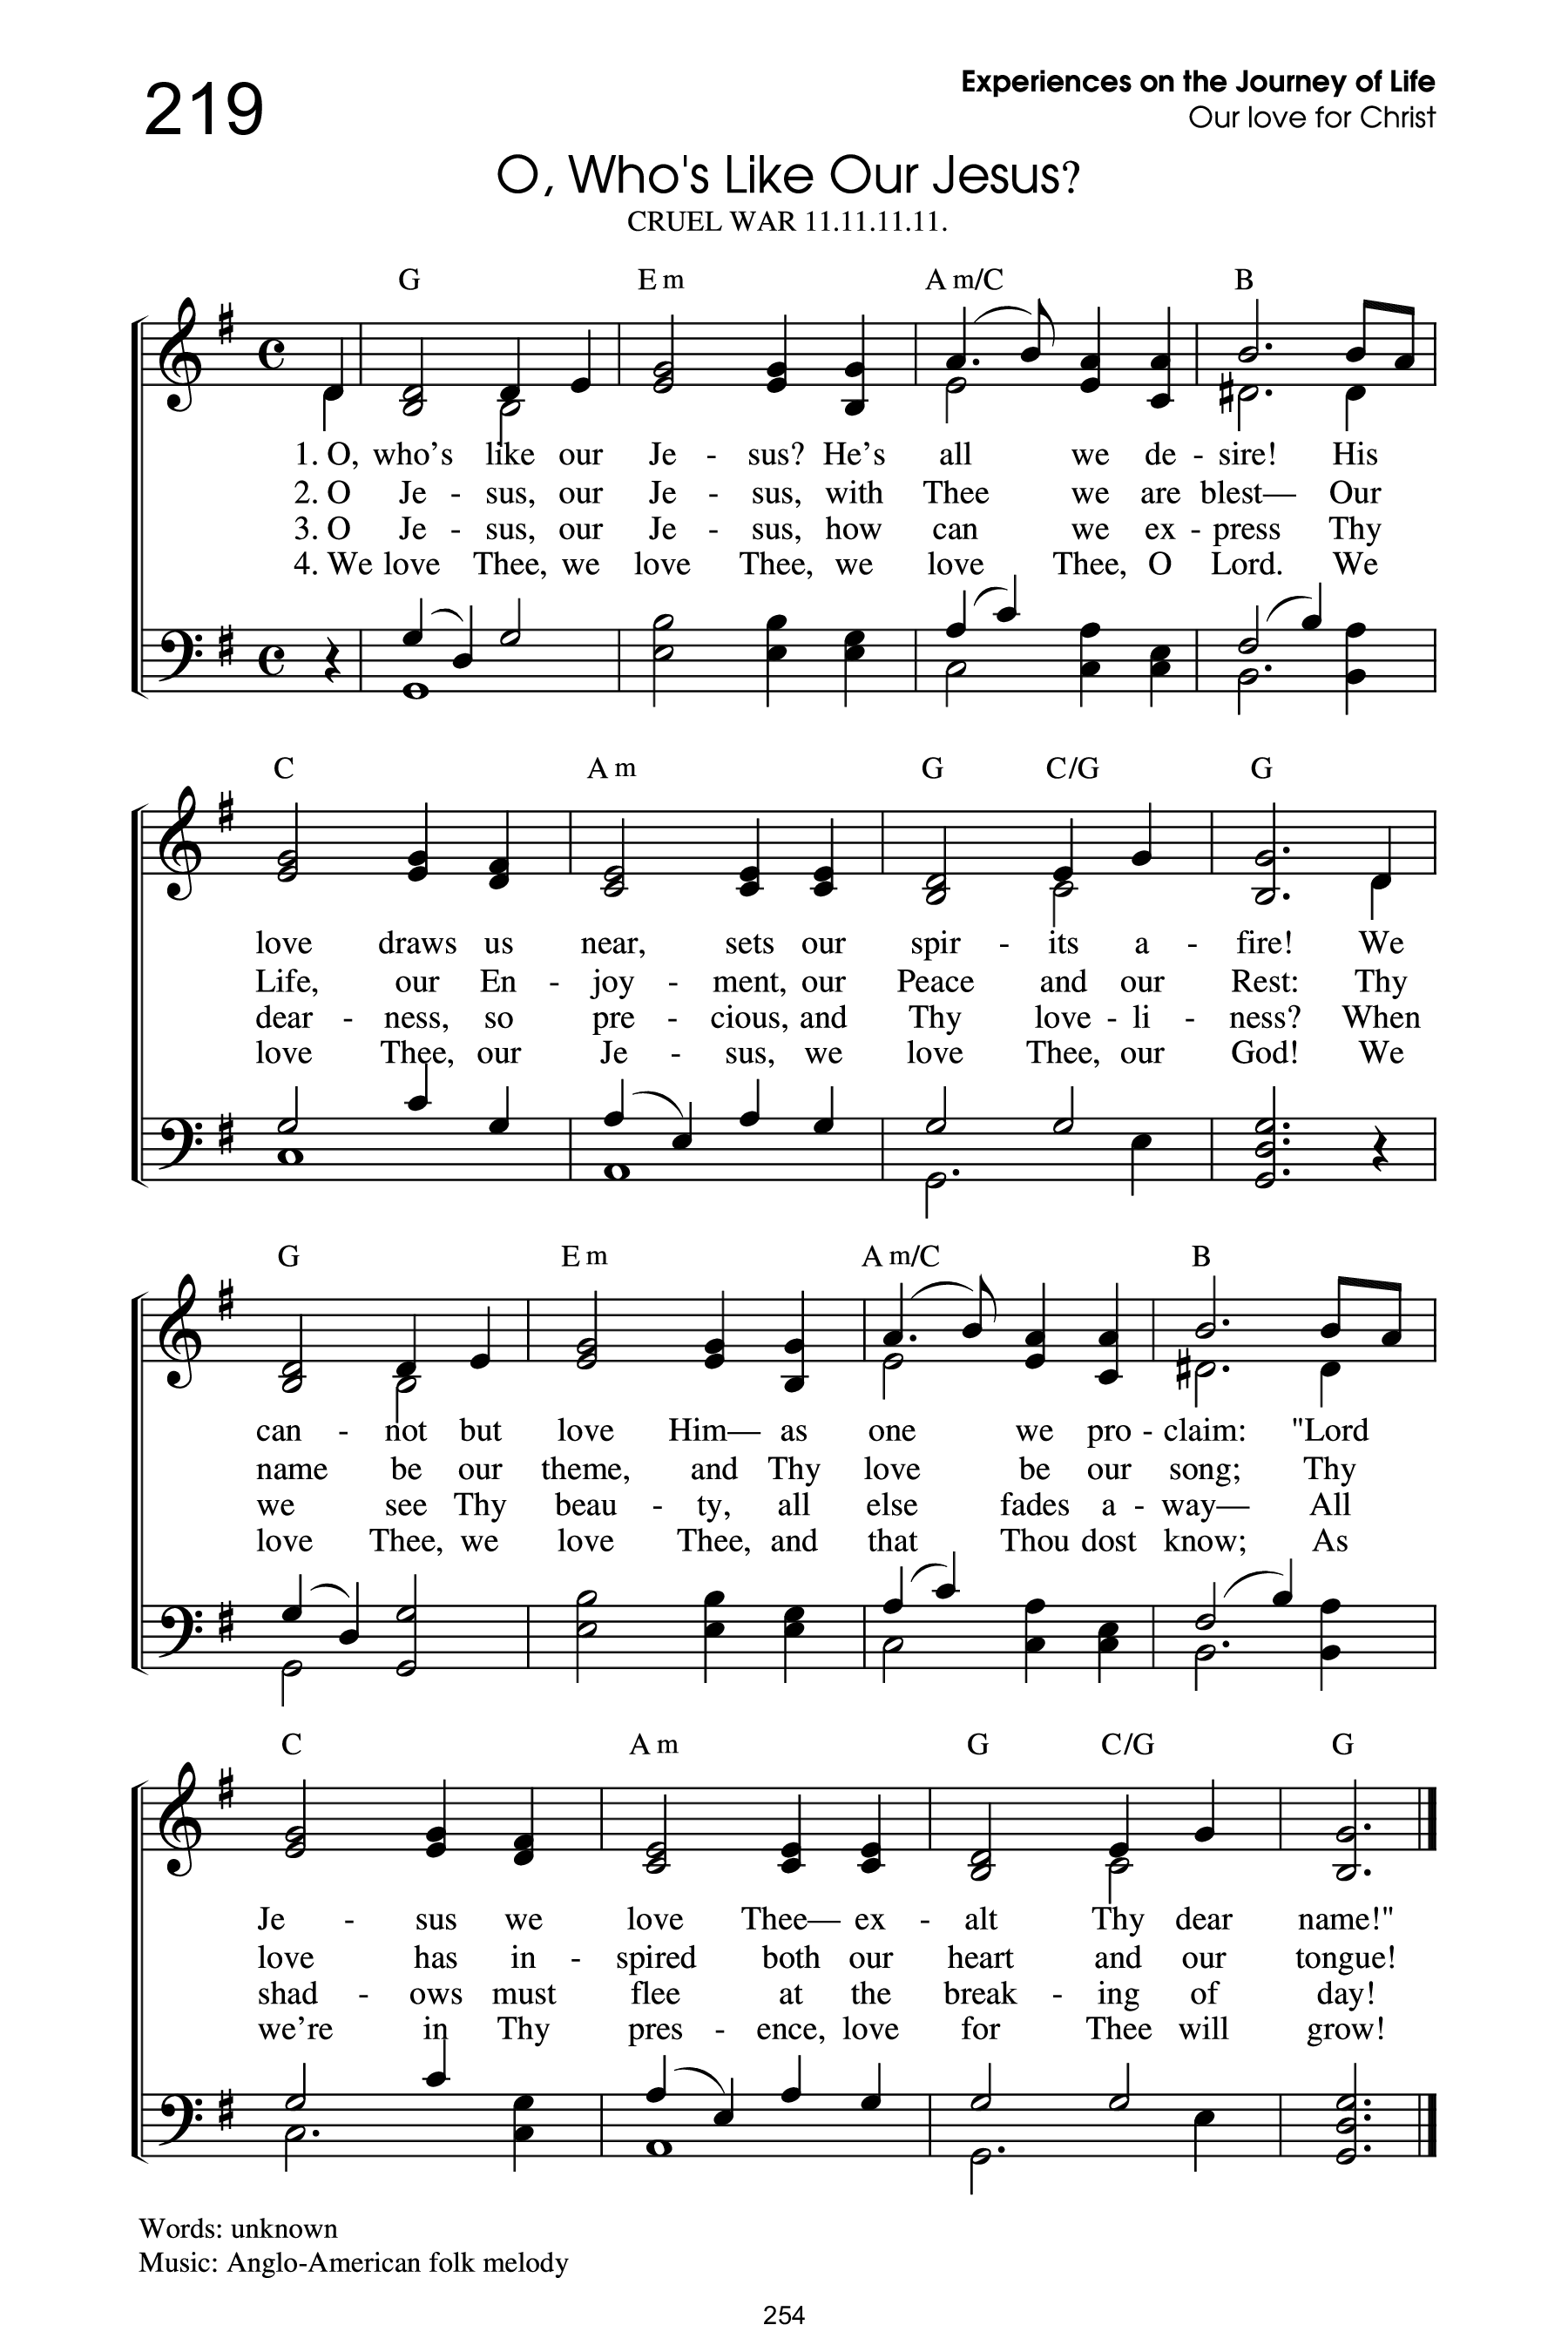 219
Experiences on the Journey of Life
Our love for Christ
O, Who's Like Our Jesus?
CRUEL WAR 11.11.11.11.
G Em Am/C B
1. O, who’s like our Je - sus? He’s all we de - sire! His
2. O Je - sus, our Je - sus, with Thee we are blest— Our
3. O Je - sus, our Je - sus, how can we ex - press Thy
4. We love Thee, we love Thee, we love Thee, O Lord. We
C Am G C/G G
love draws us near, sets our spir - its a - fire! We
Life, our En - joy - ment, our Peace and our Rest: Thy
dear - ness, so pre - cious, and Thy love - li - ness? When
love Thee, our Je - sus, we love Thee, our God! We
G Em Am/C B
can - not but love Him— as one we pro - claim: "Lord
name be our theme, and Thy love be our song; Thy
we see Thy beau - ty, all else fades a - way— All
love Thee, we love Thee, and that Thou dost know; As
C Am G C/G G
Je - sus we love Thee— ex - alt Thy dear name!"
love has in - spired both our heart and our tongue!
shad - ows must flee at the break - ing of day!
we’re in Thy pres - ence, love for Thee will grow!
Words: unknown
Music: Anglo-American folk melody
254